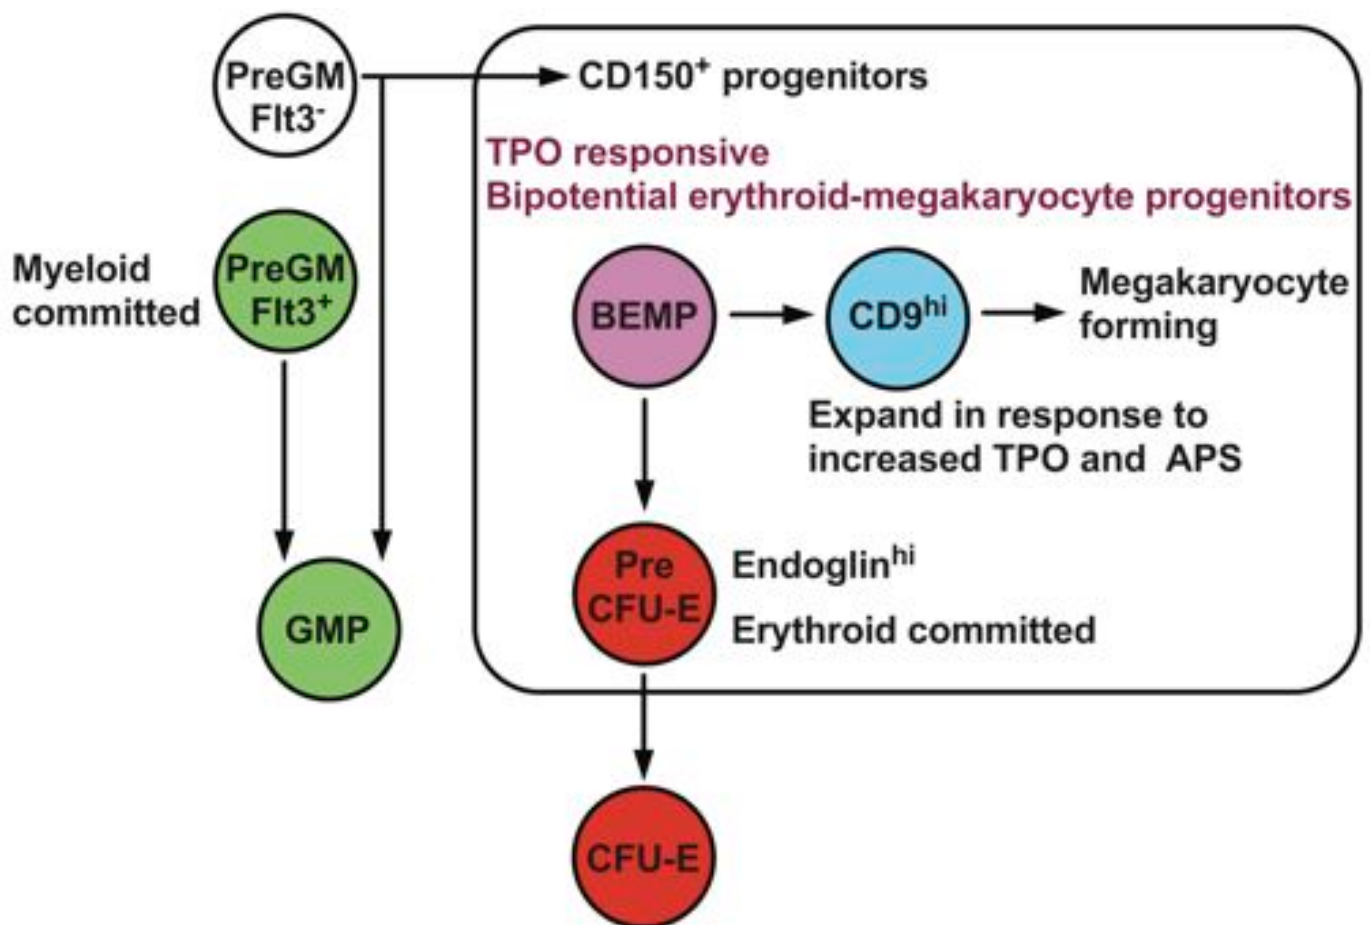 PreGM
Flt3⁻
CD150⁺ progenitors
TPO responsive
Bipotential erythroid-megakaryocyte progenitors
Myeloid
committed
PreGM
Flt3⁺
BEMP
CD9ʰⁱ
Megakaryocyte
forming
Expand in response to
increased TPO and APS
Pre
CFU-E
Endoglinʰⁱ
Erythroid committed
GMP
CFU-E